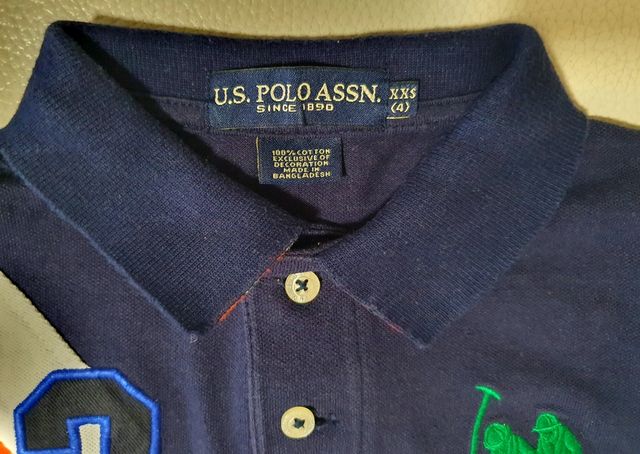 U.S. POLO ASSN.
SINCE 1890
XXS
(4)
100% COTTON
EXCLUSIVE OF
DECORATION
MADE IN
BANGLADESH